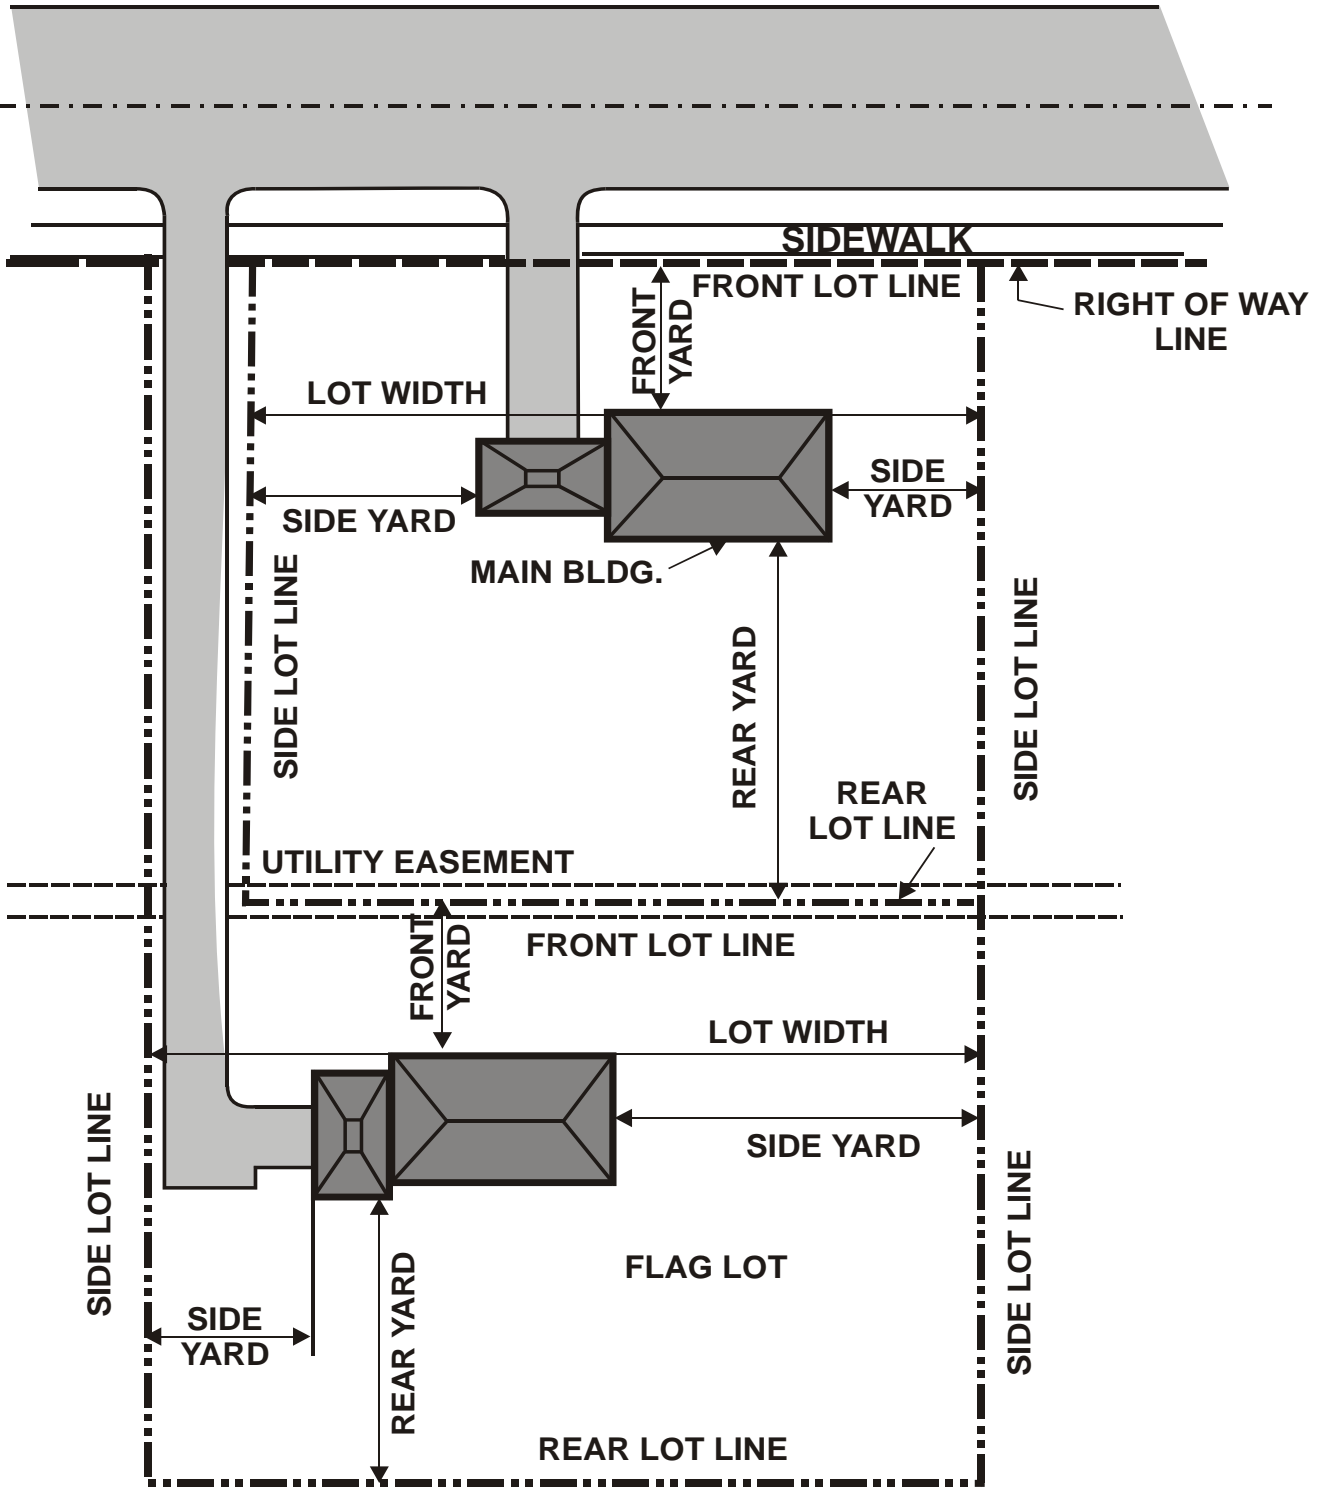 SIDEWALK
FRONT LOT LINE
RIGHT OF WAY
LINE
FRONT
YARD
LOT WIDTH
SIDE
YARD
SIDE YARD
MAIN BLDG.
SIDE LOT LINE
SIDE LOT LINE
REAR YARD
REAR
LOT LINE
UTILITY EASEMENT
FRONT LOT LINE
FRONT
YARD
LOT WIDTH
SIDE YARD
SIDE LOT LINE
SIDE LOT LINE
FLAG LOT
SIDE
YARD
REAR YARD
REAR LOT LINE